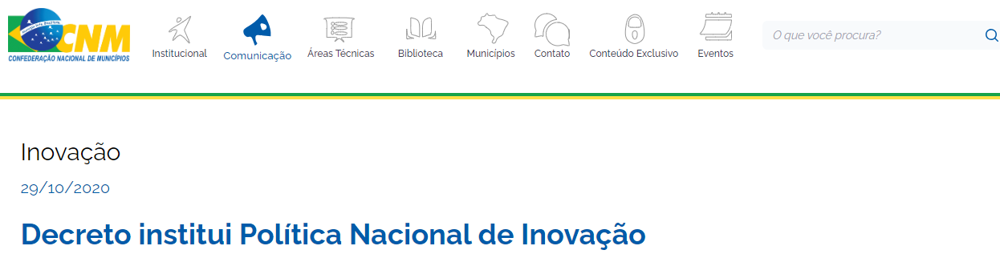 CNM
CONFEDERAÇÃO NACIONAL DE MUNICÍPIOS
Institucional
Comunicação
Áreas Técnicas
Biblioteca
Municípios
Contato
Conteúdo Exclusivo
Eventos
O que você procura?
Inovação
29/10/2020
Decreto institui Política Nacional de Inovação